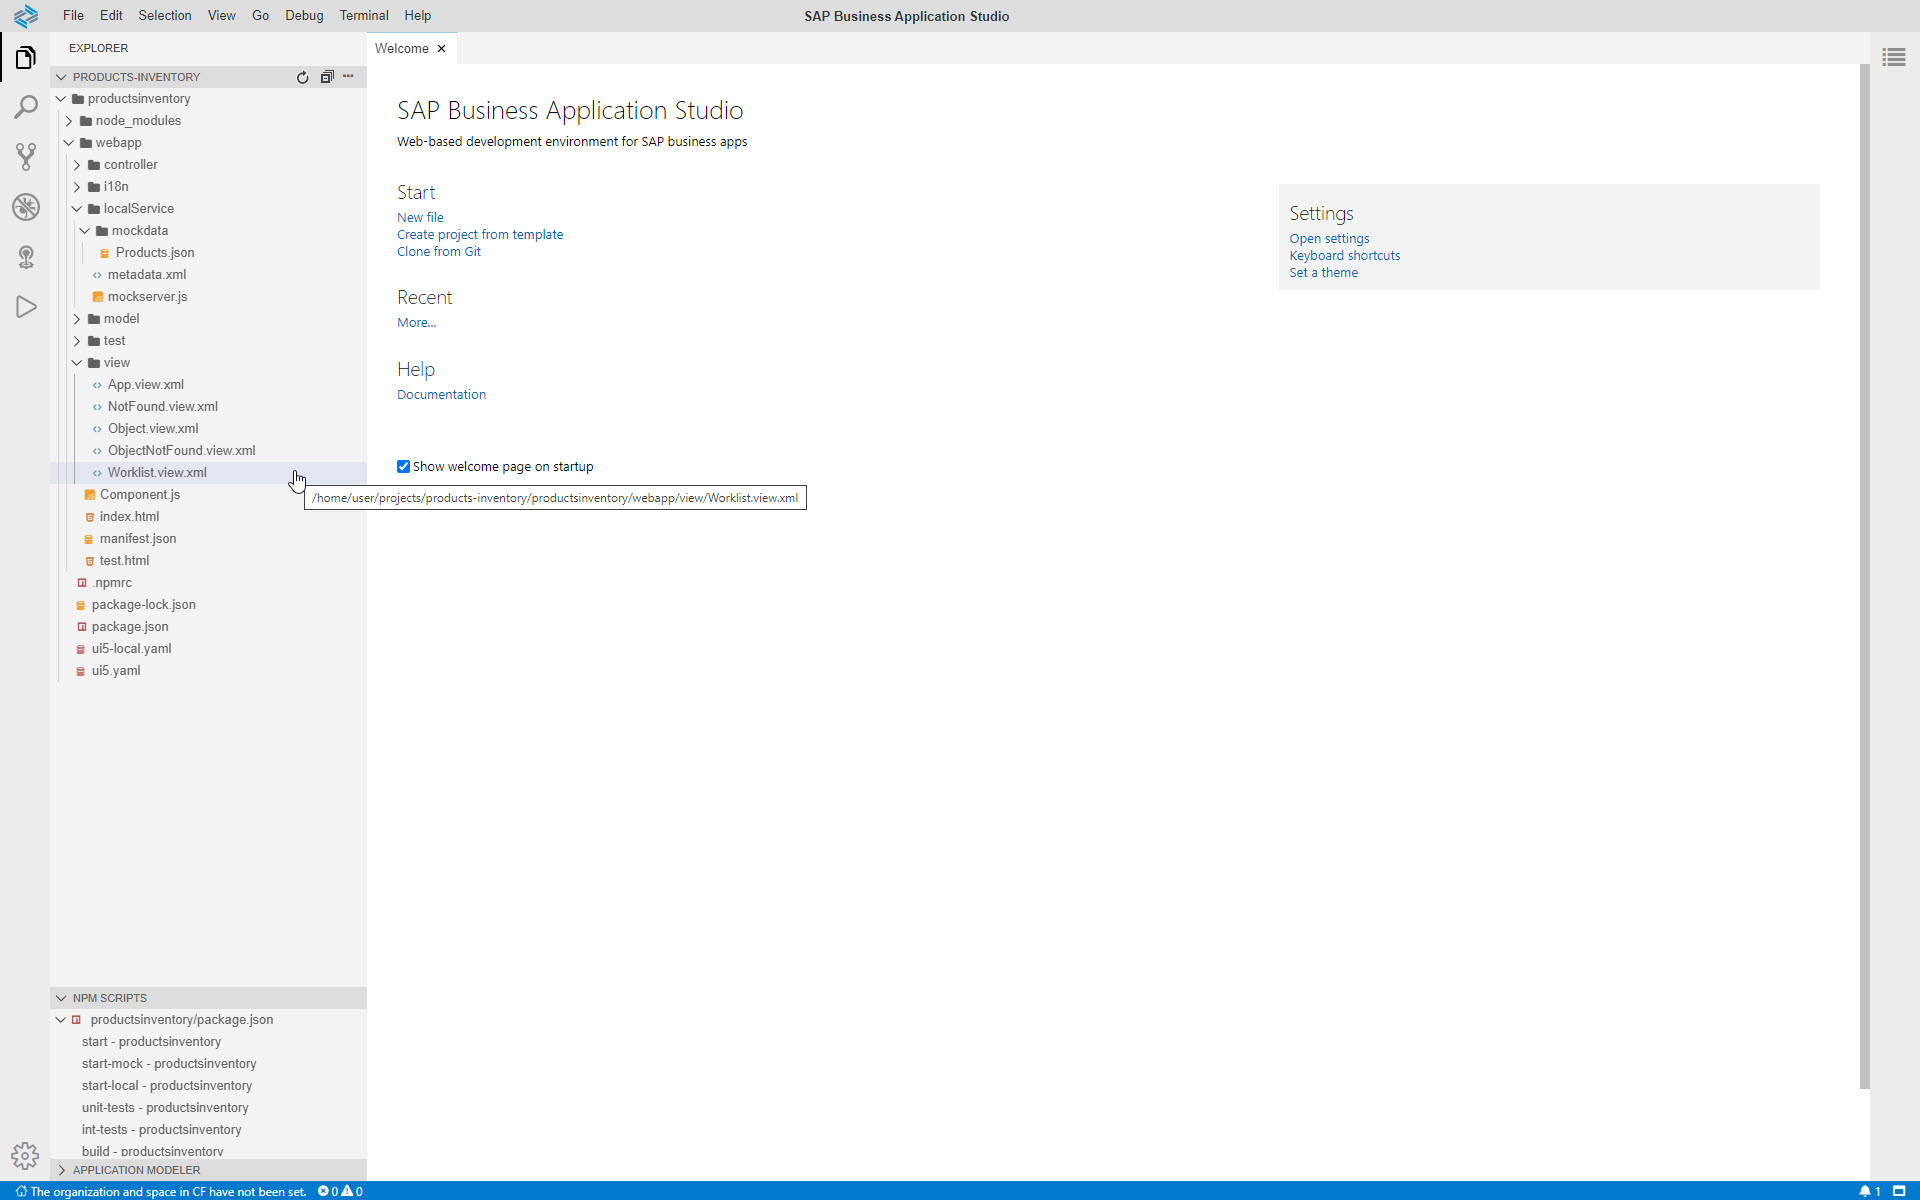 File Edit Selection View Go Debug Terminal Help
SAP Business Application Studio
EXPLORER
PRODUCTS-INVENTORY
productsinventory
node_modules
webapp
controller
i18n
localService
mockdata
Products.json
metadata.xml
mockserver.js
model
test
view
App.view.xml
NotFound.view.xml
Object.view.xml
ObjectNotFound.view.xml
Worklist.view.xml
Component.js
index.html
manifest.json
test.html
.npmrc
package-lock.json
package.json
ui5-local.yaml
ui5.yaml
NPM SCRIPTS
productsinventory/package.json
start - productsinventory
start-mock - productsinventory
start-local - productsinventory
unit-tests - productsinventory
int-tests - productsinventory
build - productsinventory
APPLICATION MODELER
Welcome
SAP Business Application Studio
Web-based development environment for SAP business apps
Start
New file
Create project from template
Clone from Git
Recent
More...
Help
Documentation
Show welcome page on startup
/home/user/projects/products-inventory/productsinventory/webapp/view/Worklist.view.xml
Settings
Open settings
Keyboard shortcuts
Set a theme
The organization and space in CF have not been set. 0 0
1